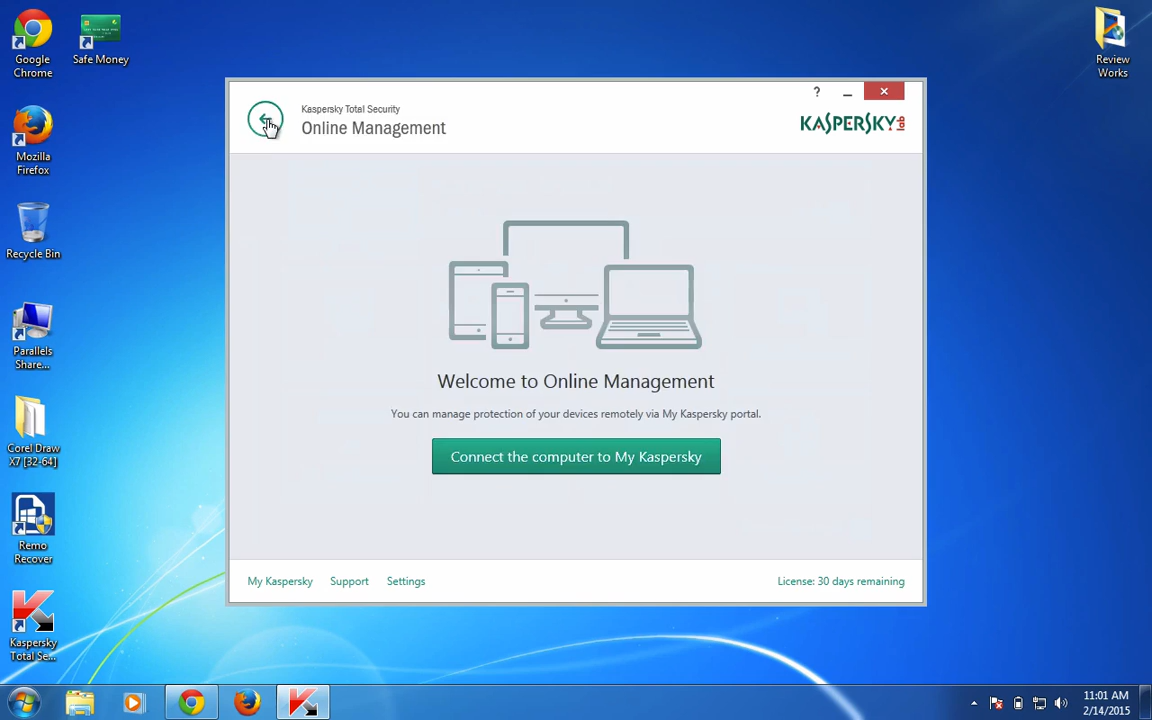 Google
Chrome
Safe Money
Review
Works
Mozilla
Firefox
Recycle Bin
Parallels
Share...
Corel Draw
X7 [32-64]
Remo
Recover
Kaspersky
Total Se...
Kaspersky Total Security
Online Management
?
KASPERSKY lab
Welcome to Online Management
You can manage protection of your devices remotely via My Kaspersky portal.
Connect the computer to My Kaspersky
My Kaspersky Support Settings License: 30 days remaining
11:01 AM
2/14/2015